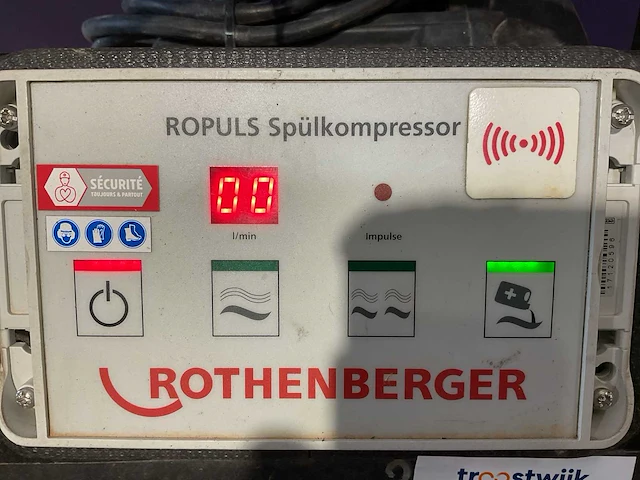 ROPULS Spülkompressor
SÉCURITÉ
TOUJOURS & PARTOUT
00
l/min
Impulse
ROTHENBERGER
troostwijk